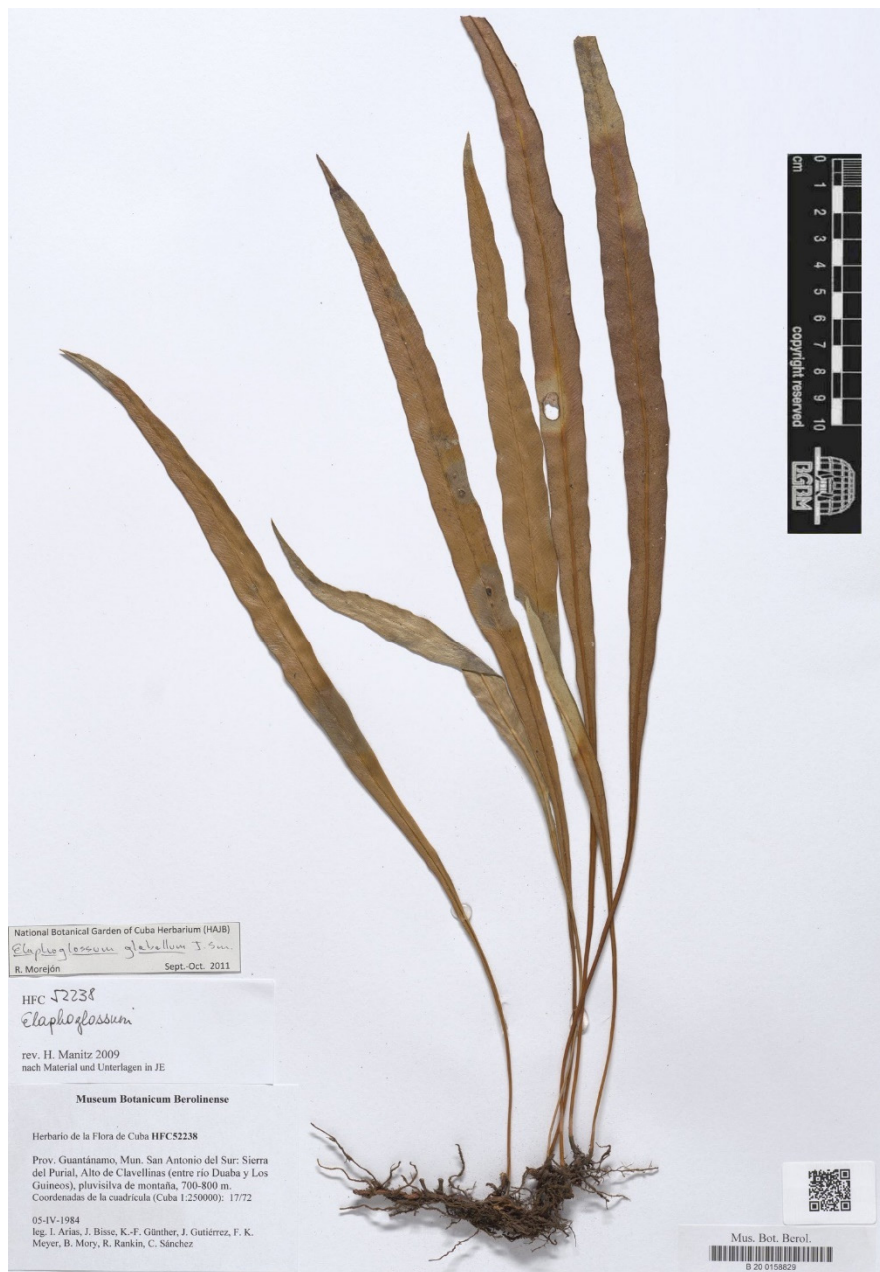 cm 0 1 2 3 4 5 6 7 8 9 10
copyright reserved
BGBM
National Botanical Garden of Cuba Herbarium (HAJB)
Elaphoglossum glabellum J. Sm.
R. Morejón Sept.-Oct. 2011
HFC 52238
Elaphoglossum
rev. H. Manitz 2009
nach Material und Unterlagen in JE
Museum Botanicum Berolinense
Herbario de la Flora de Cuba HFC52238
Prov. Guantánamo, Mun. San Antonio del Sur: Sierra
del Purial, Alto de Clavellinas (entre río Duaba y Los
Guineos), pluvisilva de montaña, 700-800 m.
Coordenadas de la cuadrícula (Cuba 1:250000): 17/72
05-IV-1984
leg. I. Arias, J. Bisse, K.-F. Günther, J. Gutiérrez, F. K.
Meyer, B. Mory, R. Rankin, C. Sánchez
Mus. Bot. Berol.
B 20 0158829